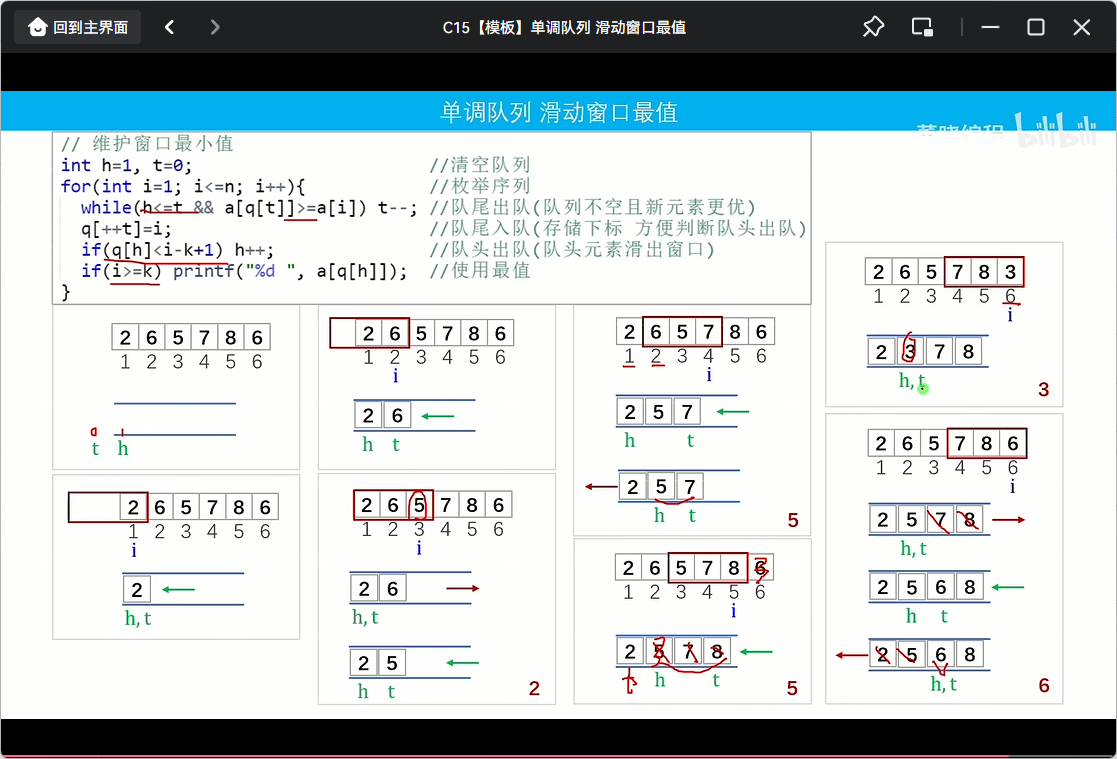 回到主界面
C15【模板】单调队列 滑动窗口最值
单调队列 滑动窗口最值
bilibili
// 维护窗口最小值
int h=1, t=0; //清空队列
for(int i=1; i<=n; i++){ //枚举序列
while(h<=t && a[q[t]]>=a[i]) t--; //队尾出队(队列不空且新元素更优)
q[++t]=i; //队尾入队(存储下标 方便判断队头出队)
if(q[h]<i-k+1) h++; //队头出队(队头元素滑出窗口)
if(i>=k) printf("%d ", a[q[h]]); //使用最值
}
2 6 5 7 8 6
1 2 3 4 5 6
0
t h
2 6 5 7 8 6
1 2 3 4 5 6
i
2
h,t
2 6 5 7 8 6
1 2 3 4 5 6
i
2 6
h t
2 6 5 7 8 6
1 2 3 4 5 6
i
2 6
h,t
2 5
h t
2
2 6 5 7 8 6
1 2 3 4 5 6
i
2 5 7
h t
2 5 7
h t
5
2 6 5 7 8
1 2 3 4 5 6
i
2 5 7 8
t h t
5
2 6 5 7 8 3
1 2 3 4 5 6
i
2 3 7 8
h,t
3
2 6 5 7 8 6
1 2 3 4 5 6
i
2 5 7 8
h,t
2 5 6 8
h t
2 5 6 8
h,t
6